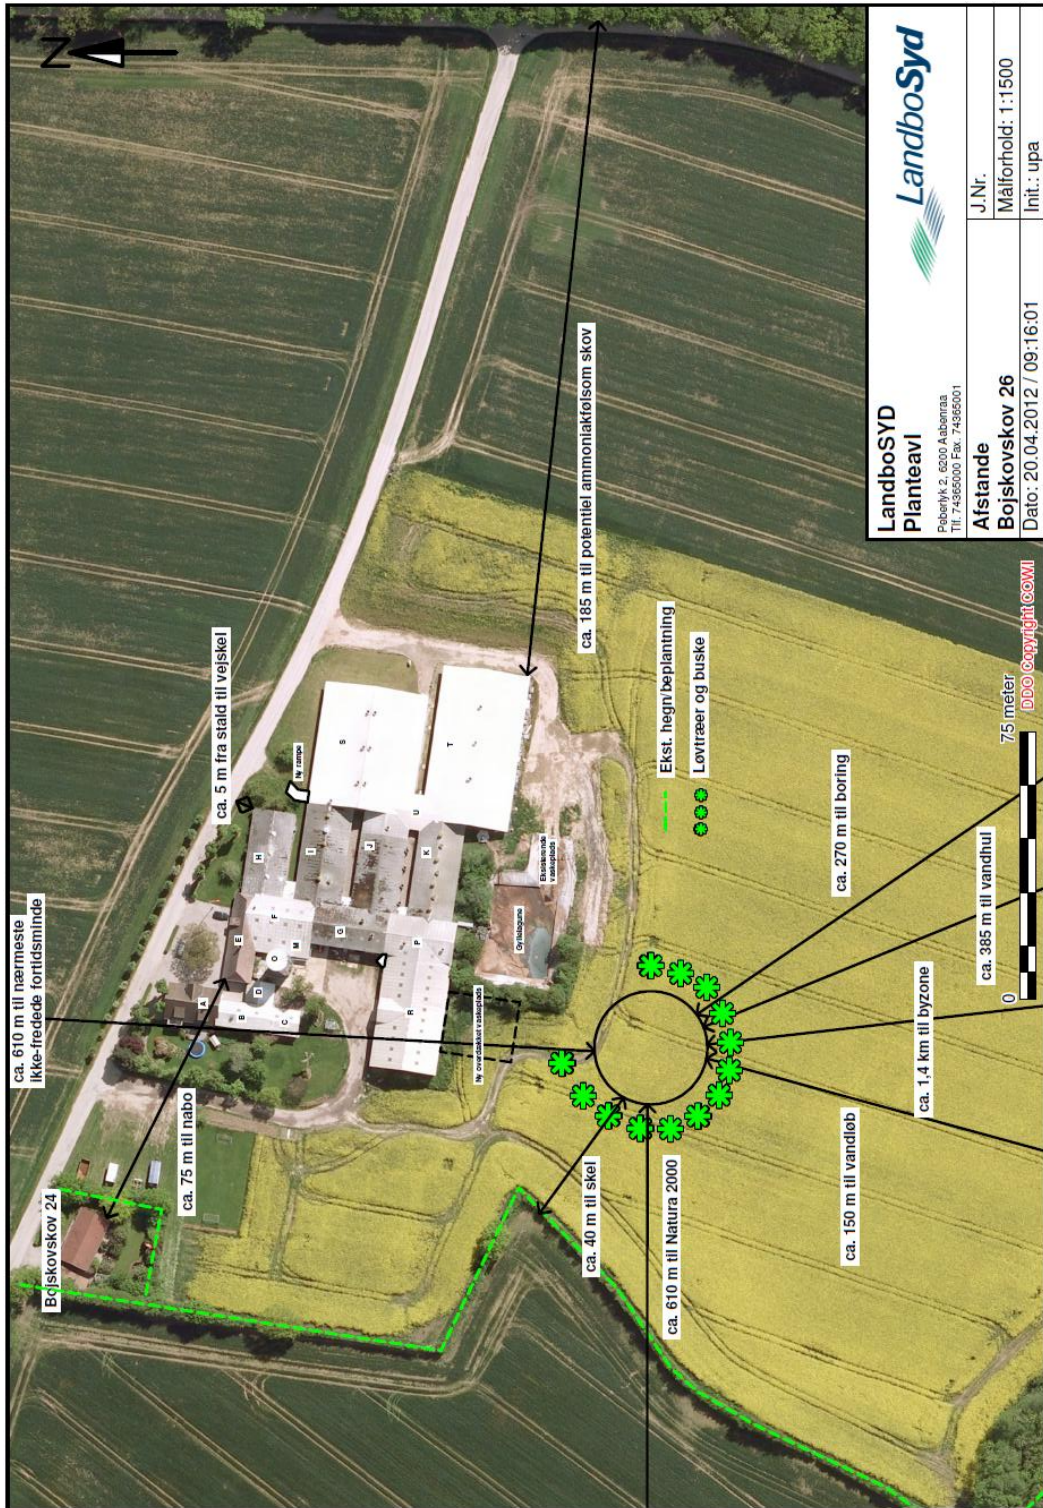 N
ca. 610 m til nærmeste
ikke-fredede fortidsminde
Bojskovskov 24
ca. 75 m til nabo
ca. 5 m fra stald til vejskel
Ny rampe
A
B
C
D
E
F
G
H
I
J
K
M
O
P
R
S
T
U
Ny overdækket vaskeplads
Gyllelagune
Eksisterende
vaskeplads
ca. 185 m til potentiel ammoniakfølsom skov
ca. 40 m til skel
ca. 610 m til Natura 2000
Ekst. hegn/beplantning
Løvtræer og buske
ca. 150 m til vandløb
ca. 1,4 km til byzone
ca. 270 m til boring
ca. 385 m til vandhul
0
75 meter
DDO Copyright COWI
LandboSYD
Planteavl
LandboSyd
Peberlyk 2, 6200 Aabenraa
Tlf. 74365000 Fax. 74365001
Afstande
Bojskovskov 26
Dato: 20.04.2012 / 09:16:01
J.Nr.
Målforhold: 1:1500
Init.: upa